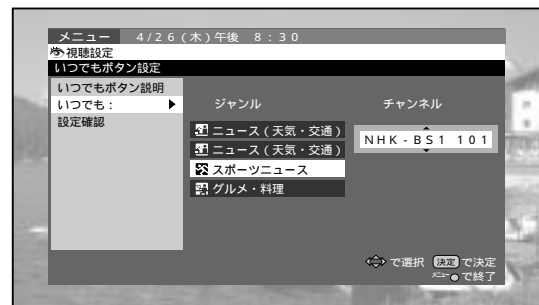 メニュー 4/26(木)午後 8:30
視聴設定
いつでもボタン設定
いつでもボタン説明
いつでも:
設定確認
ジャンル チャンネル
ニュース(天気・交通)
ニュース(天気・交通)
スポーツニュース
グルメ・料理
NHK-BS1 101
で選択 決定 で決定
メニュー で終了